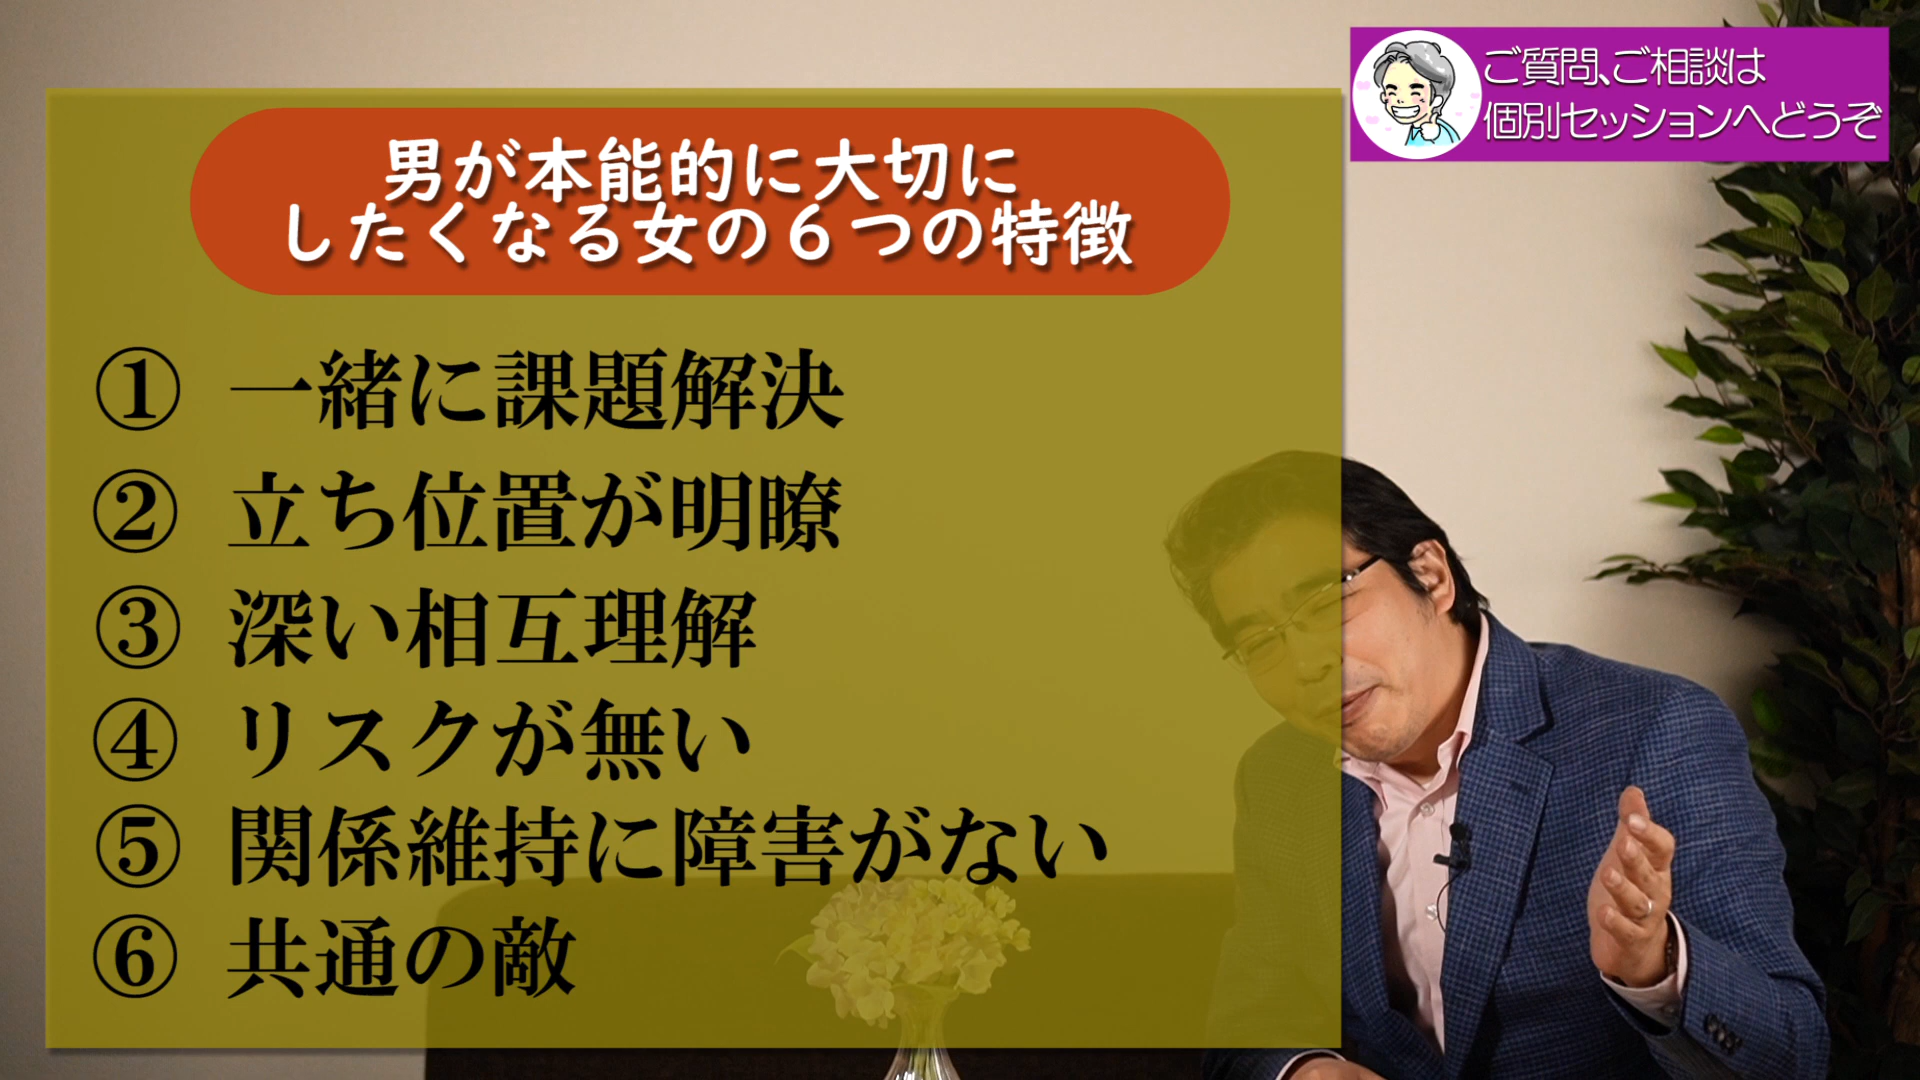 ご質問、ご相談は
個別セッションへどうぞ
男が本能的に大切に
したくなる女の６つの特徴
① 一緒に課題解決
② 立ち位置が明瞭
③ 深い相互理解
④ リスクが無い
⑤ 関係維持に障害がない
⑥ 共通の敵